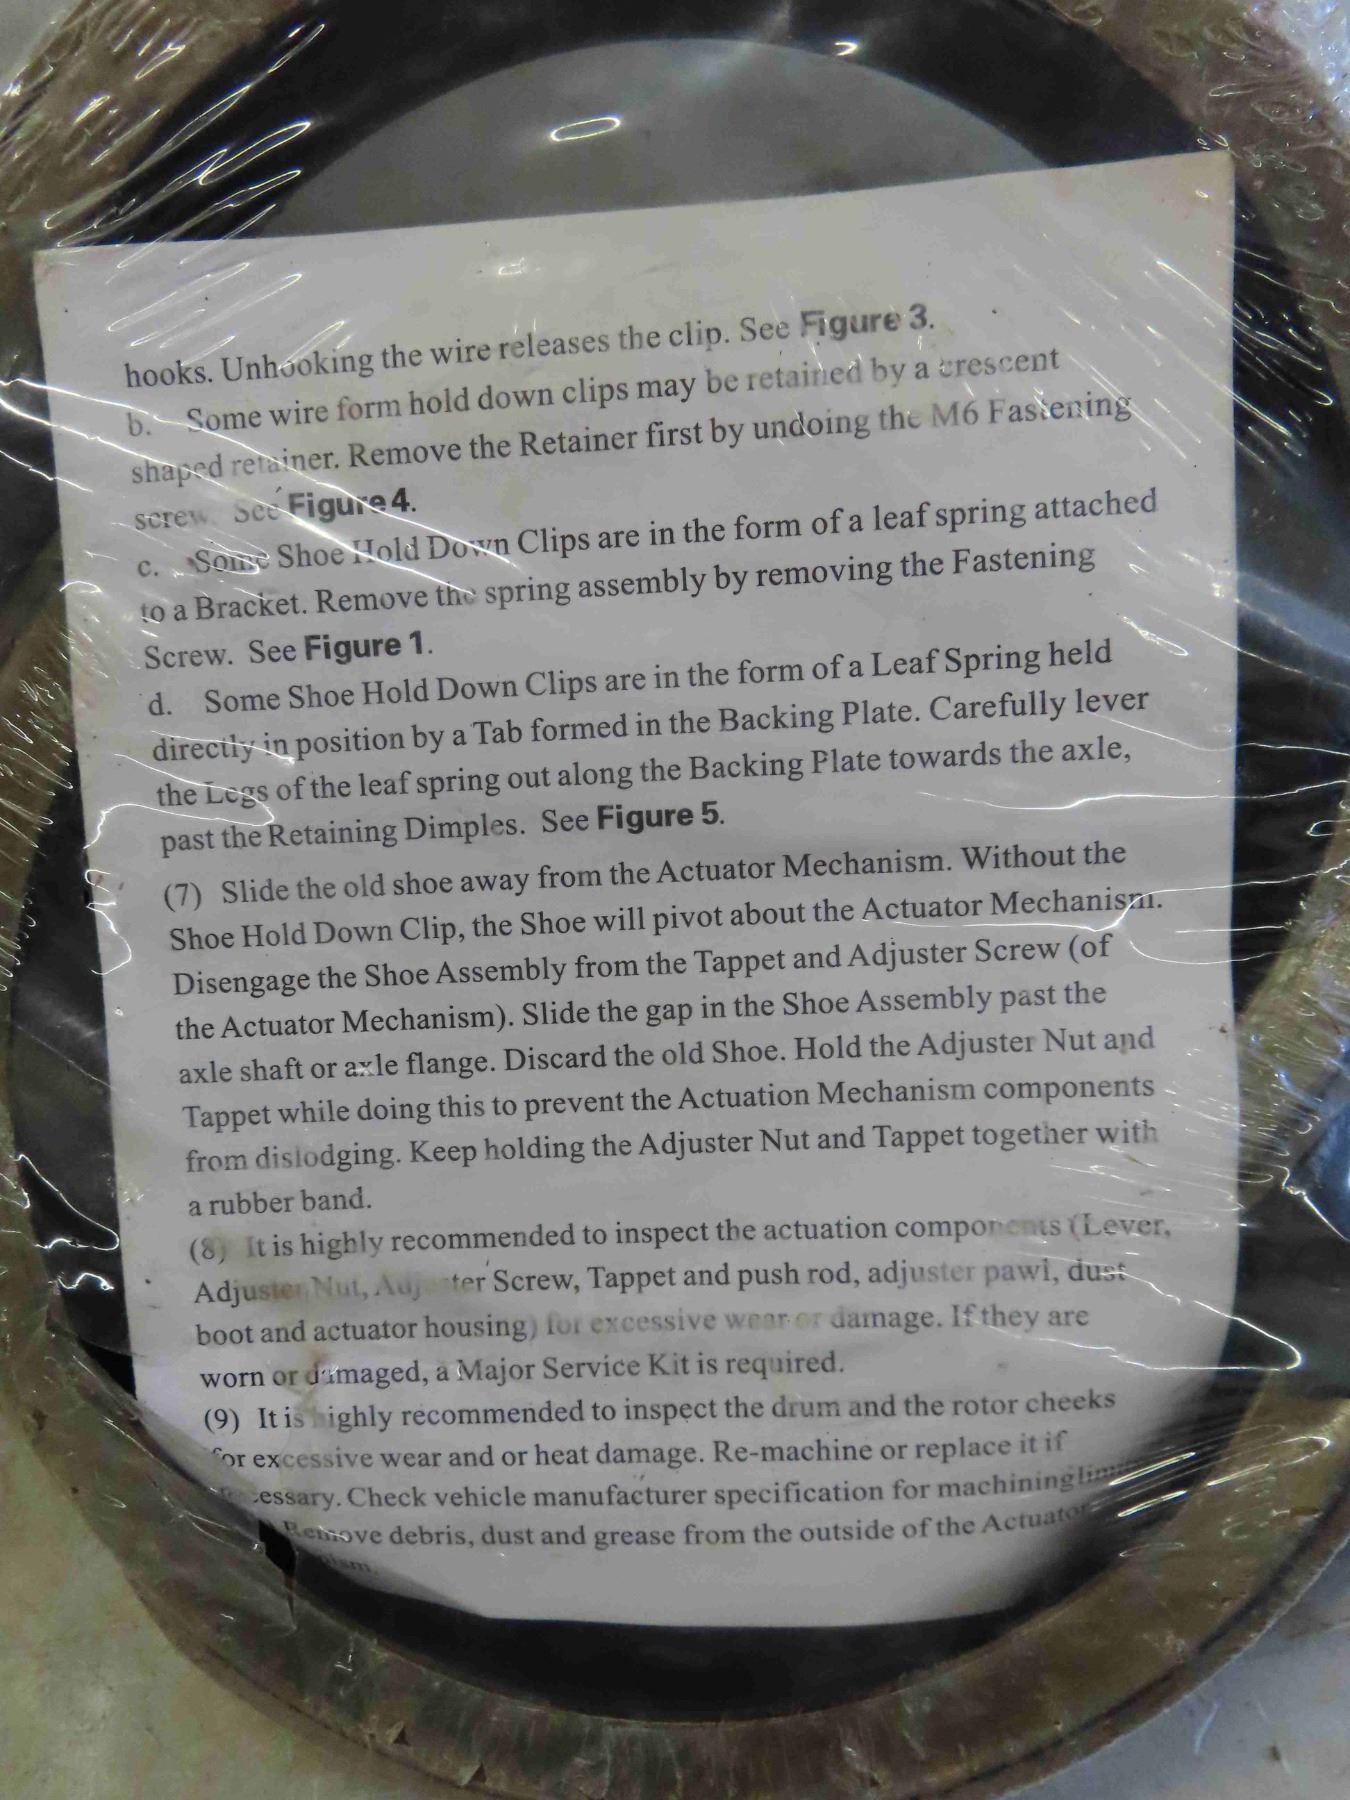 hooks. Unhooking the wire releases the clip. See Figure 3.
b. Some wire form hold down clips may be retained by a crescent
shaped retainer. Remove the Retainer first by undoing the M6 Fastening
screw. See Figure 4.
c. Some Shoe Hold Down Clips are in the form of a leaf spring attached
to a Bracket. Remove the spring assembly by removing the Fastening
Screw. See Figure 1.
d. Some Shoe Hold Down Clips are in the form of a Leaf Spring held
directly in position by a Tab formed in the Backing Plate. Carefully lever
the Legs of the leaf spring out along the Backing Plate towards the axle,
past the Retaining Dimples. See Figure 5.
(7) Slide the old shoe away from the Actuator Mechanism. Without the
Shoe Hold Down Clip, the Shoe will pivot about the Actuator Mechanism.
Disengage the Shoe Assembly from the Tappet and Adjuster Screw (of
the Actuator Mechanism). Slide the gap in the Shoe Assembly past the
axle shaft or axle flange. Discard the old Shoe. Hold the Adjuster Nut and
Tappet while doing this to prevent the Actuation Mechanism components
from dislodging. Keep holding the Adjuster Nut and Tappet together with
a rubber band.
(8) It is highly recommended to inspect the actuation components (Lever,
Adjuster Nut, Adjuster Screw, Tappet and push rod, adjuster pawl, dust
boot and actuator housing) for excessive wear or damage. If they are
worn or damaged, a Major Service Kit is required.
(9) It is highly recommended to inspect the drum and the rotor cheeks
for excessive wear and or heat damage. Re-machine or replace it if
Check vehicle manufacturer specification for machining
Remove debris, dust and grease from the outside of the Actuator